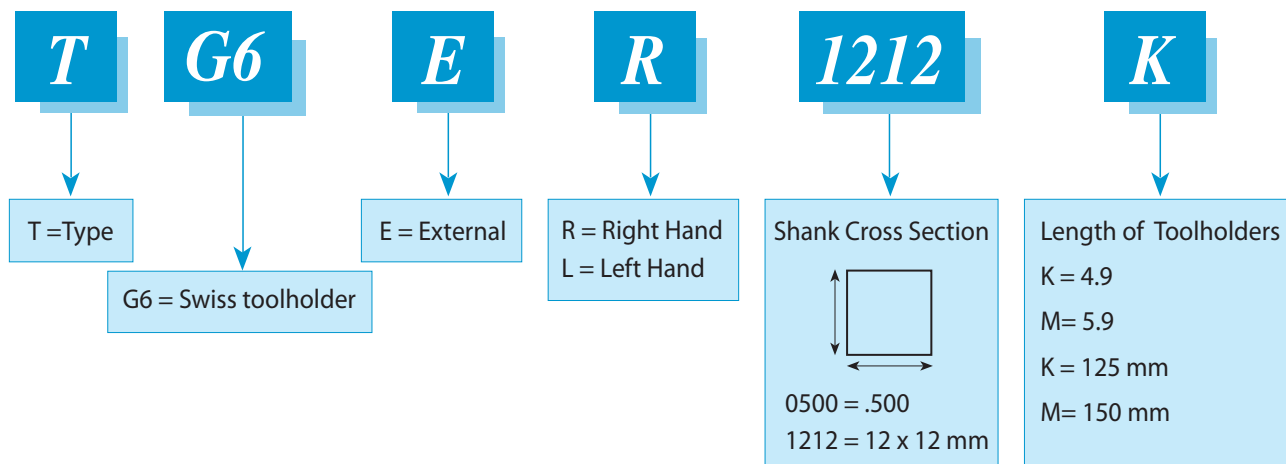 T G6 E R 1212 K
T =Type
G6 = Swiss toolholder
E = External
R = Right Hand
L = Left Hand
Shank Cross Section
0500 = .500
1212 = 12 x 12 mm
Length of Toolholders
K = 4.9
M= 5.9
K = 125 mm
M= 150 mm